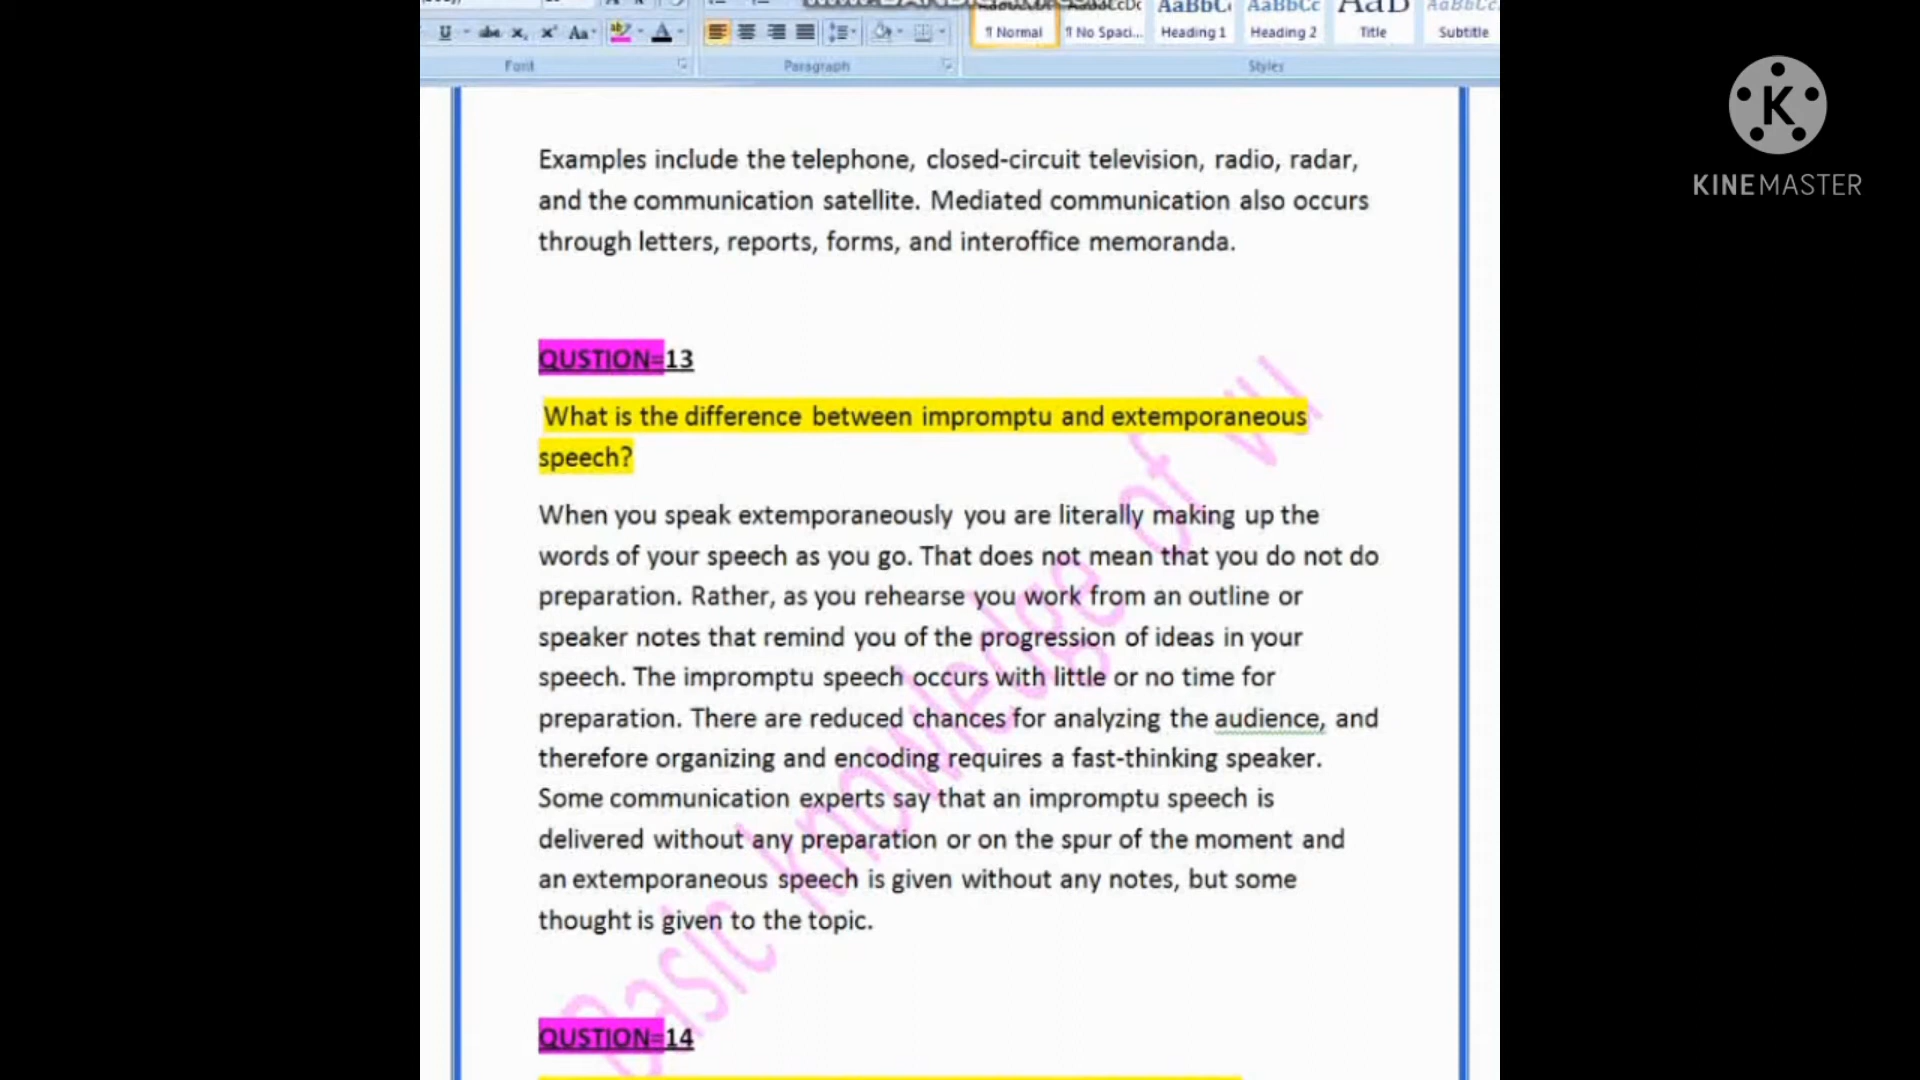 U abe x, x² Aa ab A
¶ Normal ¶ No Spaci... Heading 1 Heading 2 Title Subtitle
Font Paragraph Styles
KINEMASTER
Examples include the telephone, closed-circuit television, radio, radar,
and the communication satellite. Mediated communication also occurs
through letters, reports, forms, and interoffice memoranda.
QUSTION=13
What is the difference between impromptu and extemporaneous
speech?
When you speak extemporaneously you are literally making up the
words of your speech as you go. That does not mean that you do not do
preparation. Rather, as you rehearse you work from an outline or
speaker notes that remind you of the progression of ideas in your
speech. The impromptu speech occurs with little or no time for
preparation. There are reduced chances for analyzing the audience, and
therefore organizing and encoding requires a fast-thinking speaker.
Some communication experts say that an impromptu speech is
delivered without any preparation or on the spur of the moment and
an extemporaneous speech is given without any notes, but some
thought is given to the topic.
Basic knowledge of vu
QUSTION=14